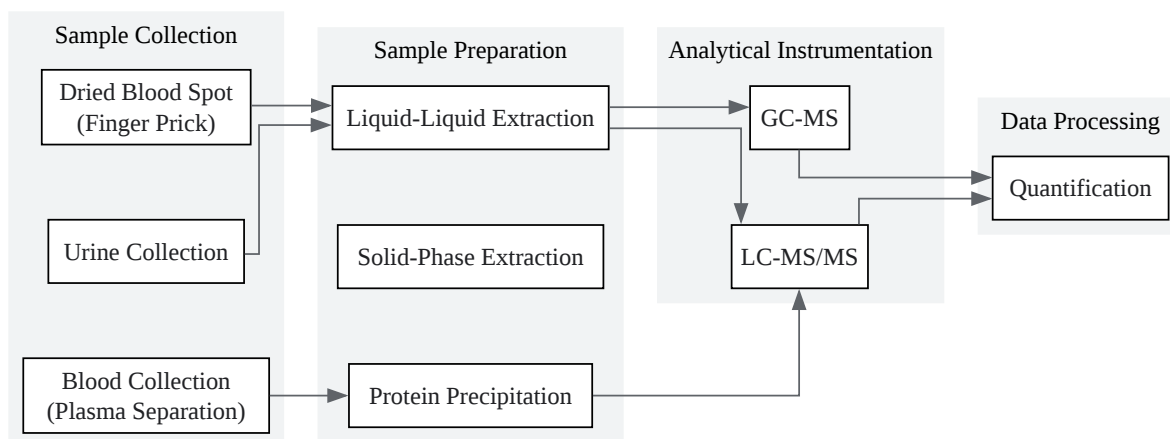 Sample Collection
Dried Blood Spot
(Finger Prick)
Urine Collection
Blood Collection
(Plasma Separation)
Sample Preparation
Liquid-Liquid Extraction
Solid-Phase Extraction
Protein Precipitation
Analytical Instrumentation
GC-MS
LC-MS/MS
Data Processing
Quantification